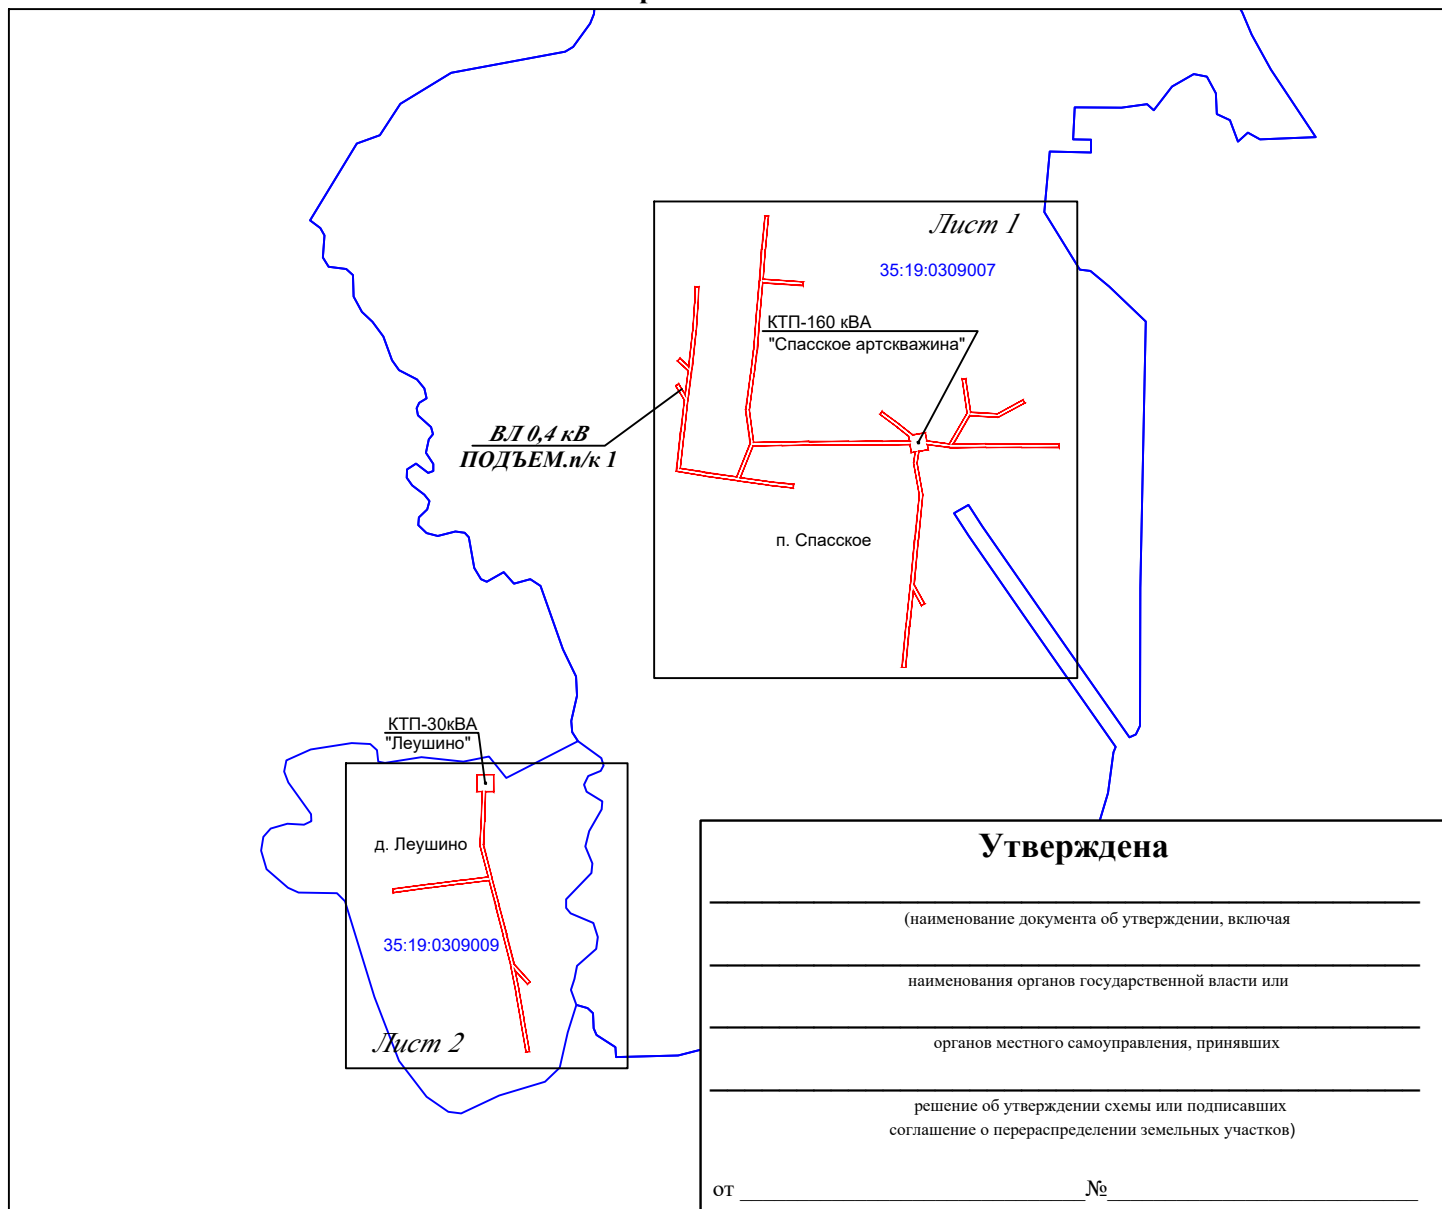 Лист 1
35:19:0309007
КТП-160 кВА
"Спасское артскважина"
ВЛ 0,4 кВ
ПОДЪЕМ.п/к 1
п. Спасское
КТП-30кВА
"Леушино"
д. Леушино
35:19:0309009
Лист 2
Утверждена
(наименование документа об утверждении, включая
наименования органов государственной власти или
органов местного самоуправления, принявших
решение об утверждении схемы или подписавших
соглашение о перераспределении земельных участков)
от ______________________________ №____________________________